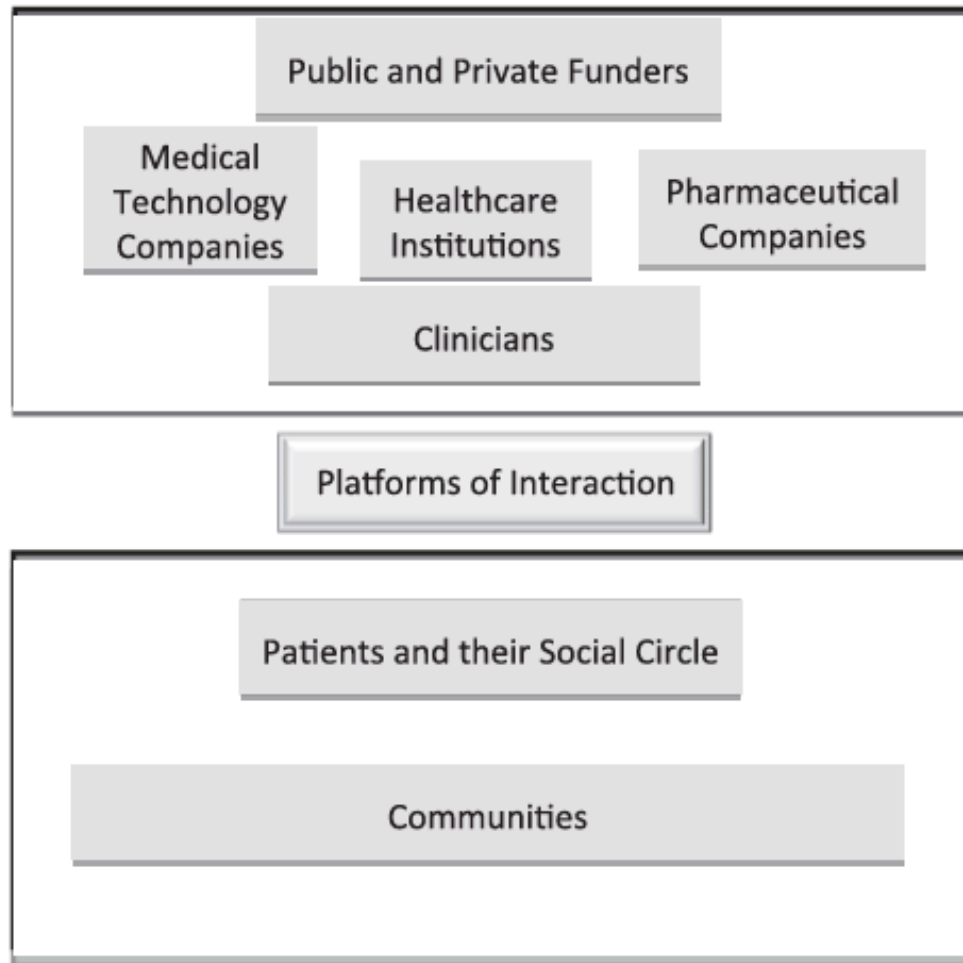 Public and Private Funders
Medical
Technology
Companies
Healthcare
Institutions
Pharmaceutical
Companies
Clinicians
Platforms of Interaction
Patients and their Social Circle
Communities